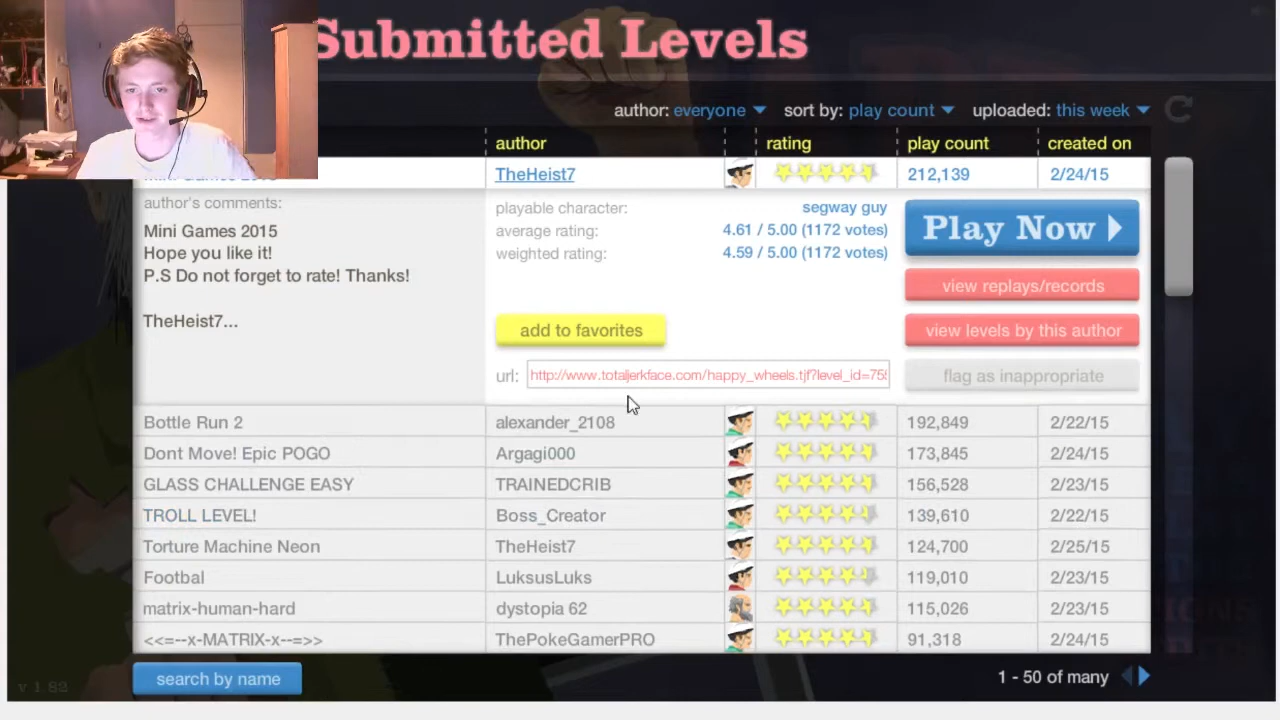 Submitted Levels
author: everyone sort by: play count uploaded: this week
author rating play count created on
TheHeist7 212,139 2/24/15
author's comments:
Mini Games 2015
Hope you like it!
P.S Do not forget to rate! Thanks!
TheHeist7...
playable character: segway guy
average rating: 4.61 / 5.00 (1172 votes)
weighted rating: 4.59 / 5.00 (1172 votes)
add to favorites
url: http://www.totaljerkface.com/happy_wheels.tjf?level_id=755
Play Now
view replays/records
view levels by this author
flag as inappropriate
Bottle Run 2 alexander_2108 192,849 2/22/15
Dont Move! Epic POGO Argagi000 173,845 2/24/15
GLASS CHALLENGE EASY TRAINEDCRIB 156,528 2/23/15
TROLL LEVEL! Boss_Creator 139,610 2/22/15
Torture Machine Neon TheHeist7 124,700 2/25/15
Footbal LuksusLuks 119,010 2/23/15
matrix-human-hard dystopia 62 115,026 2/23/15
<<=--x-MATRIX-x--=>> ThePokeGamerPRO 91,318 2/24/15
search by name
1 - 50 of many
v 1.82